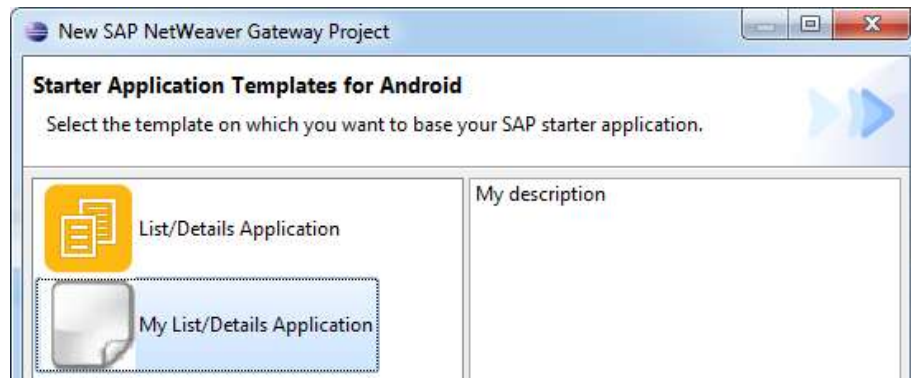 New SAP NetWeaver Gateway Project
Starter Application Templates for Android
Select the template on which you want to base your SAP starter application.
List/Details Application
My description
My List/Details Application